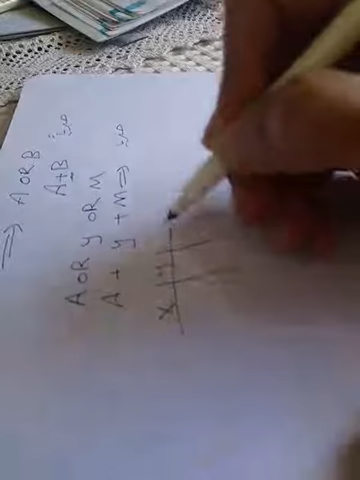 ⇒ A OR B
A+B
A OR Y OR M
A + Y + M ⇒
X Y